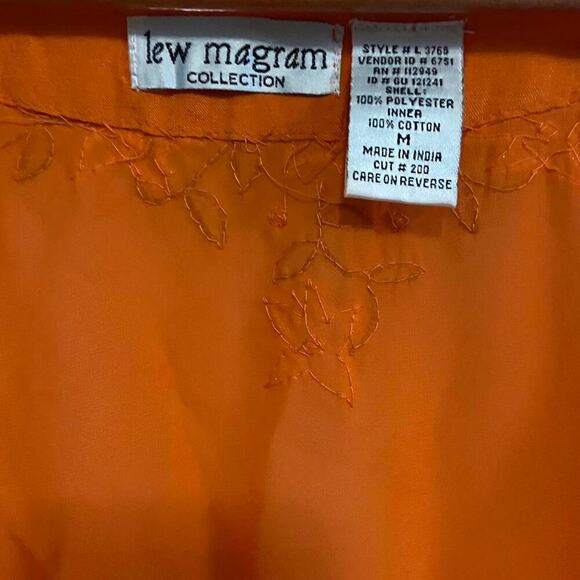 lew magram
COLLECTION
STYLE # L 3768
VENDOR ID # 6751
RN # 112949
ID # GU 121241
SHELL:
100% POLYESTER
INNER
100% COTTON
M
MADE IN INDIA
CUT # 200
CARE ON REVERSE